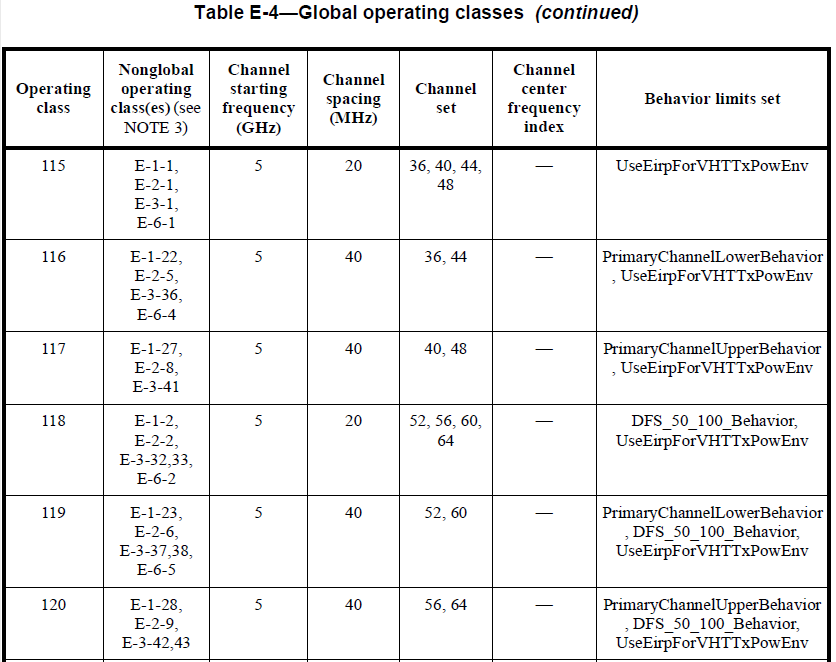 Table E-4—Global operating classes (continued)
Operating class | Nonglobal operating class(es) (see NOTE 3) | Channel starting frequency (GHz) | Channel spacing (MHz) | Channel set | Channel center frequency index | Behavior limits set
115 | E-1-1, E-2-1, E-3-1, E-6-1 | 5 | 20 | 36, 40, 44, 48 | — | UseEirpForVHTTxPowEnv
116 | E-1-22, E-2-5, E-3-36, E-6-4 | 5 | 40 | 36, 44 | — | PrimaryChannelLowerBehavior , UseEirpForVHTTxPowEnv
117 | E-1-27, E-2-8, E-3-41 | 5 | 40 | 40, 48 | — | PrimaryChannelUpperBehavior , UseEirpForVHTTxPowEnv
118 | E-1-2, E-2-2, E-3-32,33, E-6-2 | 5 | 20 | 52, 56, 60, 64 | — | DFS_50_100_Behavior, UseEirpForVHTTxPowEnv
119 | E-1-23, E-2-6, E-3-37,38, E-6-5 | 5 | 40 | 52, 60 | — | PrimaryChannelLowerBehavior , DFS_50_100_Behavior, UseEirpForVHTTxPowEnv
120 | E-1-28, E-2-9, E-3-42,43 | 5 | 40 | 56, 64 | — | PrimaryChannelUpperBehavior , DFS_50_100_Behavior, UseEirpForVHTTxPowEnv